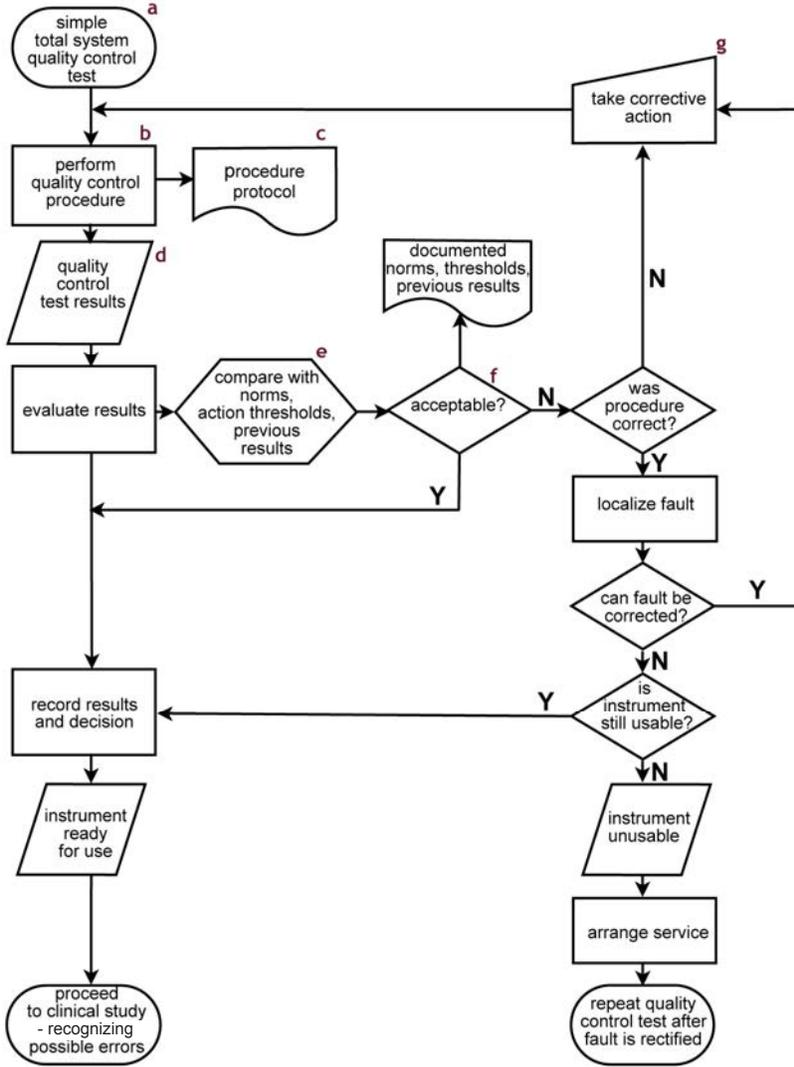 a
simple
total system
quality control
test
g
take corrective
action
b
perform
quality control
procedure
c
procedure
protocol
d
quality
control
test results
documented
norms, thresholds,
previous results
N
evaluate results
e
compare with
norms,
action thresholds,
previous
results
f
acceptable?
N
was
procedure
correct?
Y
Y
localize fault
can fault be
corrected?
Y
N
record results
and decision
Y
is
instrument
still usable?
N
instrument
ready
for use
instrument
unusable
arrange service
proceed
to clinical study
- recognizing
possible errors
repeat quality
control test after
fault is rectified